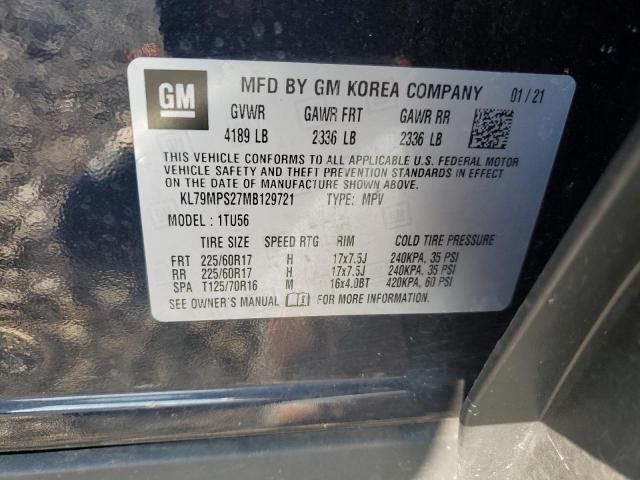 GM
MFD BY GM KOREA COMPANY 01/21
GVWR GAWR FRT GAWR RR
4189 LB 2336 LB 2336 LB
THIS VEHICLE CONFORMS TO ALL APPLICABLE U.S. FEDERAL MOTOR
VEHICLE SAFETY AND THEFT PREVENTION STANDARDS IN EFFECT ON
THE DATE OF MANUFACTURE SHOWN ABOVE.
KL79MPS27MB129721 TYPE: MPV
MODEL: 1TU56
TIRE SIZE SPEED RTG RIM COLD TIRE PRESSURE
FRT 225/60R17 H 17x7.5J 240KPA, 35 PSI
RR 225/60R17 H 17x7.5J 240KPA, 35 PSI
SPA T125/70R16 M 16x4.0BT 420KPA, 60 PSI
SEE OWNER'S MANUAL FOR MORE INFORMATION.